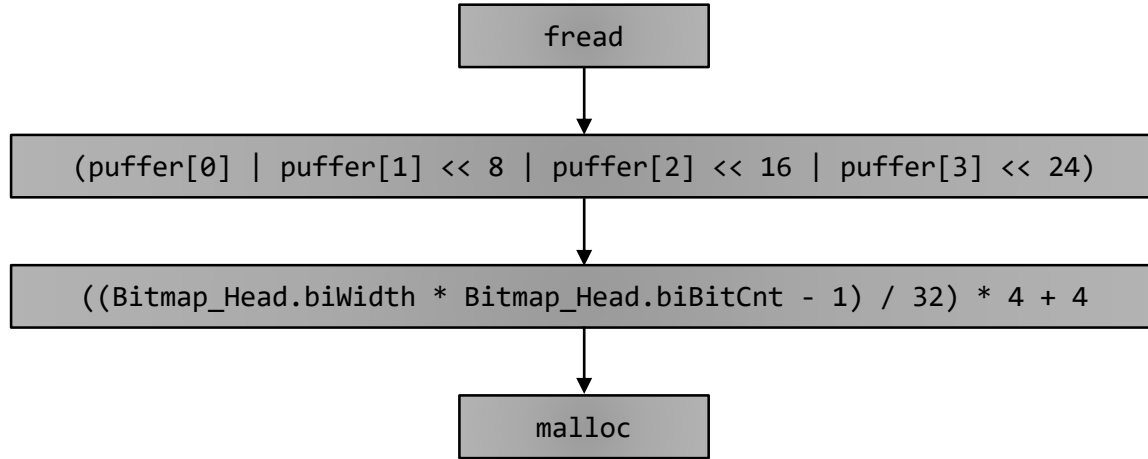 fread
(puffer[0] | puffer[1] << 8 | puffer[2] << 16 | puffer[3] << 24)
((Bitmap_Head.biWidth * Bitmap_Head.biBitCnt - 1) / 32) * 4 + 4
malloc